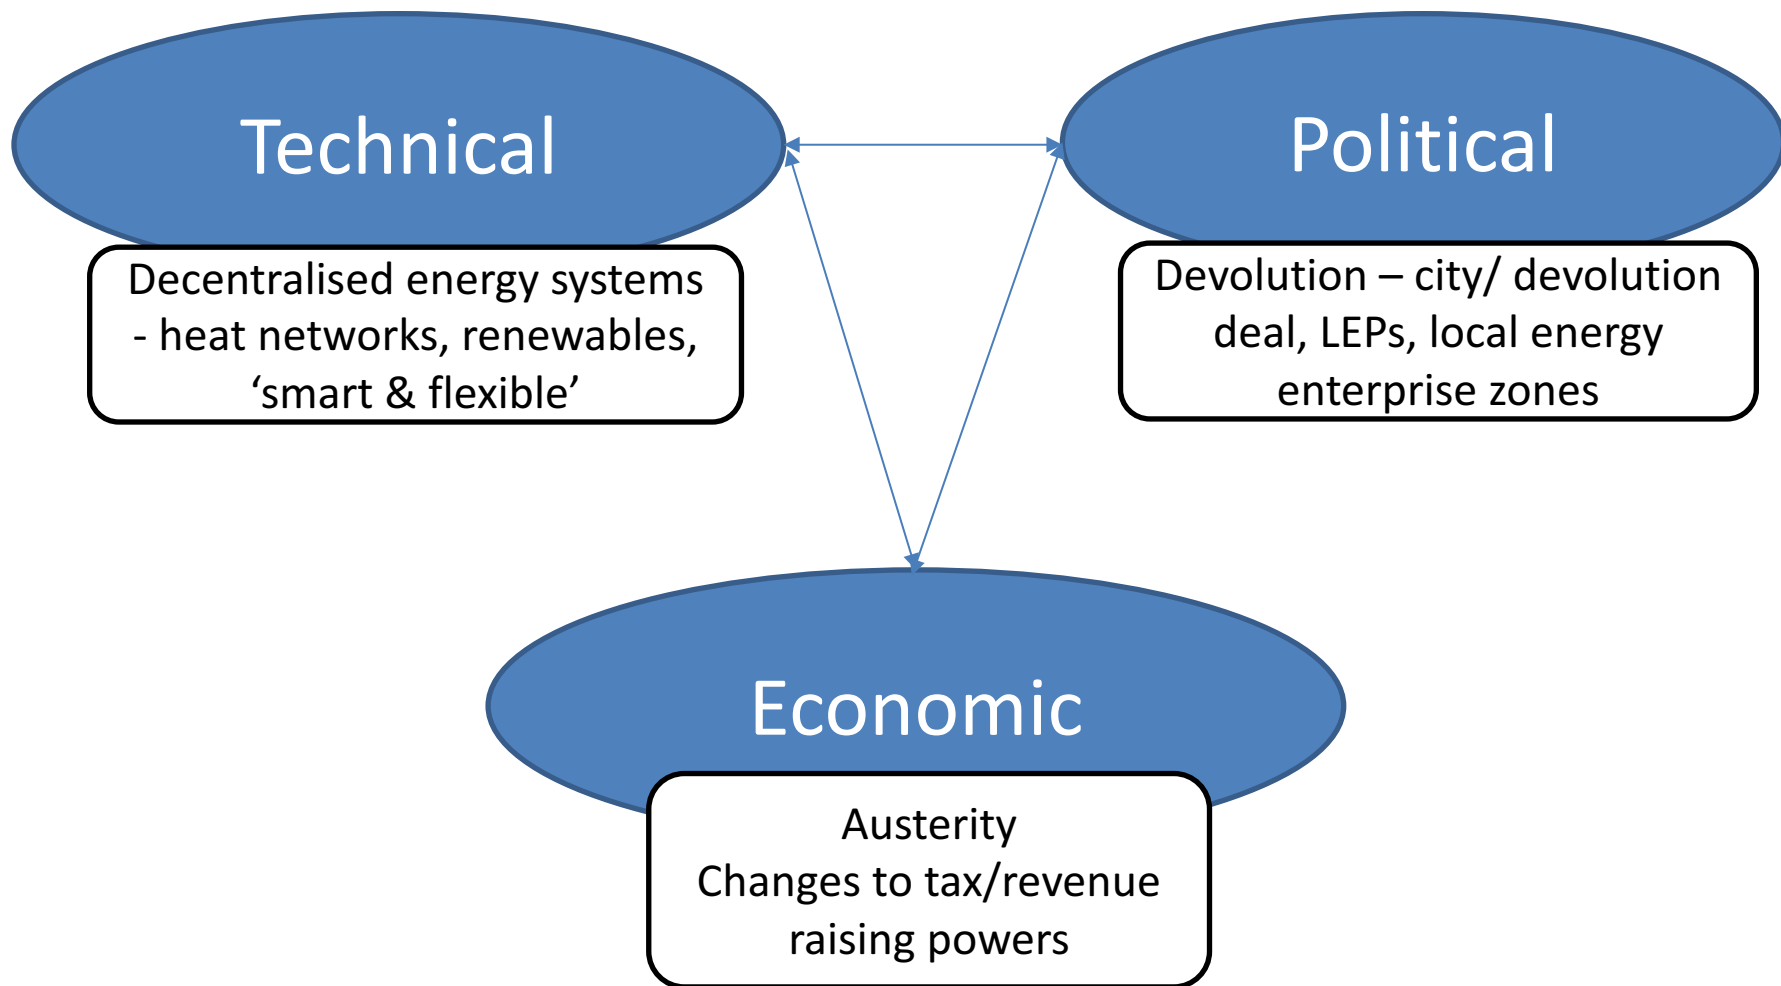 Technical
Political
Decentralised energy systems
- heat networks, renewables,
‘smart & flexible’
Devolution – city/ devolution
deal, LEPs, local energy
enterprise zones
Economic
Austerity
Changes to tax/revenue
raising powers